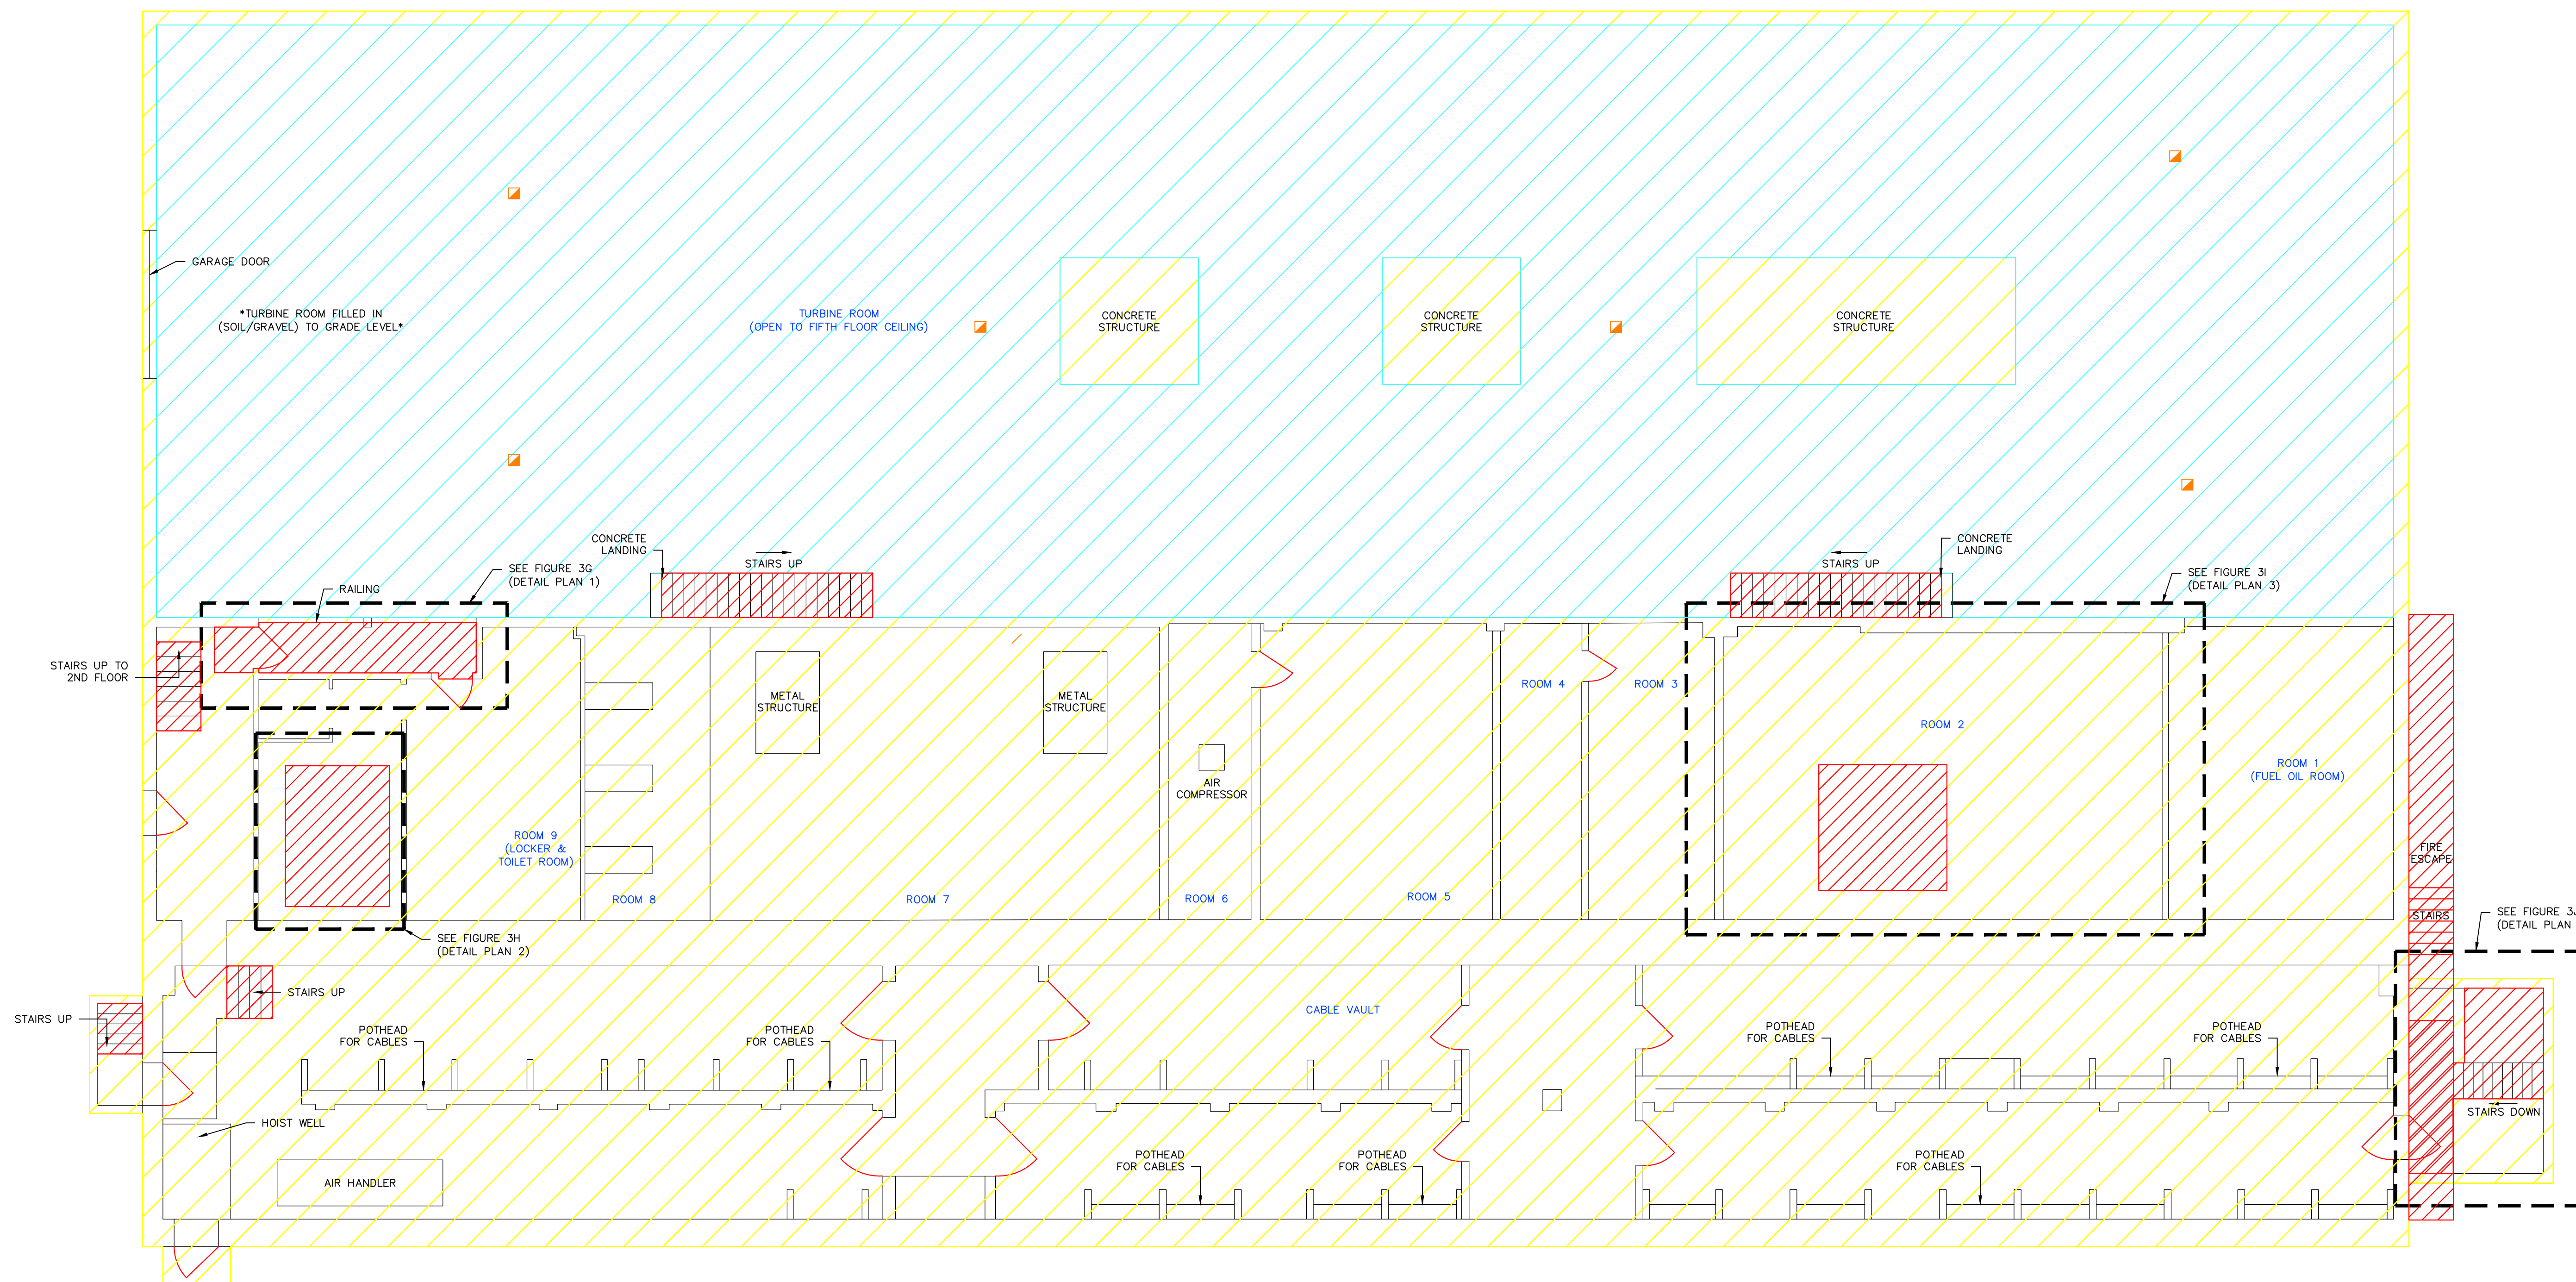 GARAGE DOOR
*TURBINE ROOM FILLED IN
(SOIL/GRAVEL) TO GRADE LEVEL*
TURBINE ROOM
(OPEN TO FIFTH FLOOR CEILING)
CONCRETE
STRUCTURE
CONCRETE
STRUCTURE
CONCRETE
STRUCTURE
CONCRETE
LANDING
STAIRS UP
STAIRS UP
CONCRETE
LANDING
SEE FIGURE 3G
(DETAIL PLAN 1)
SEE FIGURE 3I
(DETAIL PLAN 3)
RAILING
STAIRS UP TO
2ND FLOOR
METAL
STRUCTURE
METAL
STRUCTURE
ROOM 4
ROOM 3
ROOM 2
AIR
COMPRESSOR
ROOM 1
(FUEL OIL ROOM)
ROOM 9
(LOCKER &
TOILET ROOM)
ROOM 8
ROOM 7
ROOM 6
ROOM 5
FIRE
ESCAPE
STAIRS
SEE FIGURE 3J
(DETAIL PLAN
SEE FIGURE 3H
(DETAIL PLAN 2)
STAIRS UP
STAIRS UP
CABLE VAULT
POTHEAD
FOR CABLES
POTHEAD
FOR CABLES
POTHEAD
FOR CABLES
POTHEAD
FOR CABLES
STAIRS DOWN
HOIST WELL
POTHEAD
FOR CABLES
POTHEAD
FOR CABLES
POTHEAD
FOR CABLES
AIR HANDLER